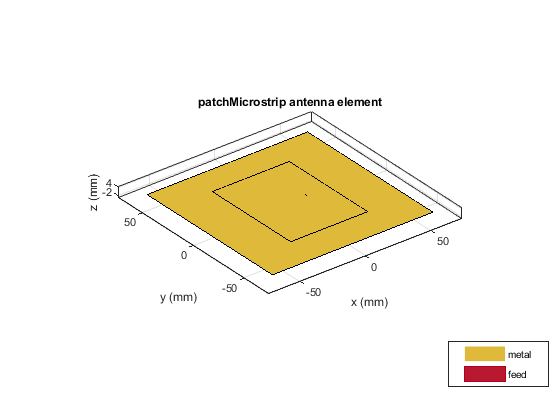 patchMicrostrip antenna element
z (mm)
4
-2
50
0
-50
y (mm)
-50
0
50
x (mm)
metal
feed